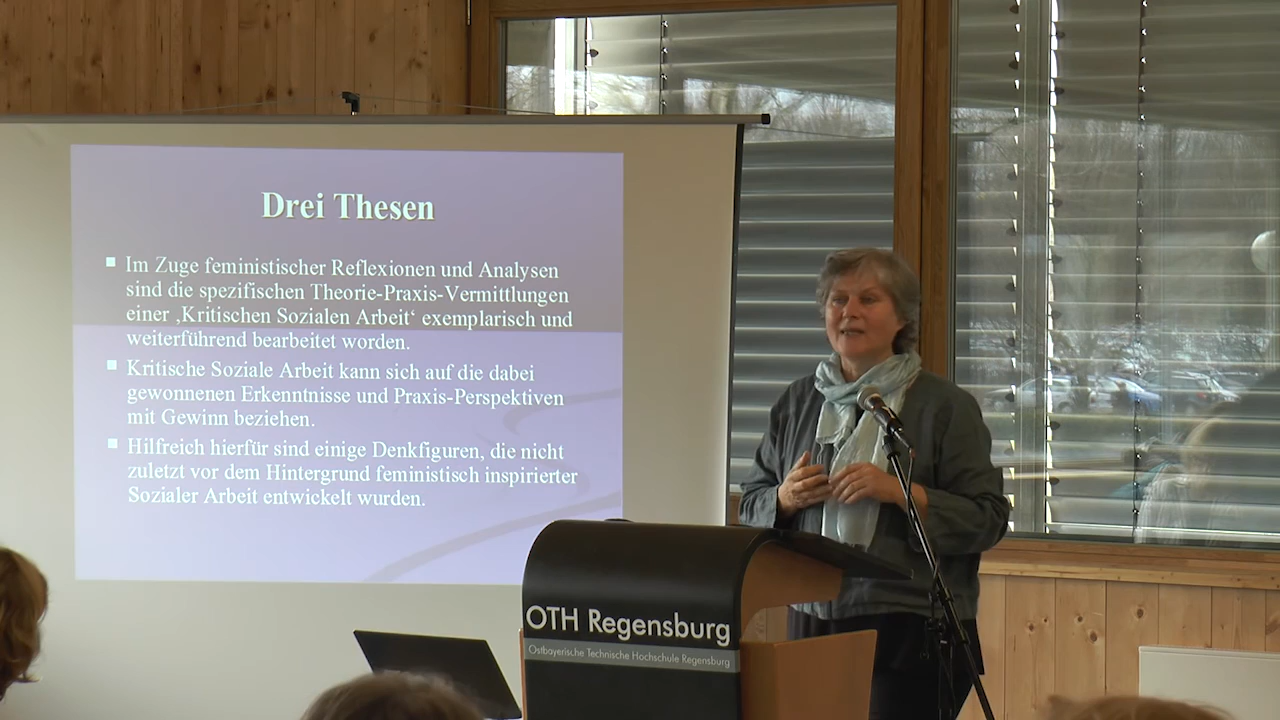 Drei Thesen
Im Zuge feministischer Reflexionen und Analysen
sind die spezifischen Theorie-Praxis-Vermittlungen
einer ‚Kritischen Sozialen Arbeit‘ exemplarisch und
weiterführend bearbeitet worden.
Kritische Soziale Arbeit kann sich auf die dabei
gewonnenen Erkenntnisse und Praxis-Perspektiven
mit Gewinn beziehen.
Hilfreich hierfür sind einige Denkfiguren, die nicht
zuletzt vor dem Hintergrund feministisch inspirierter
Sozialer Arbeit entwickelt wurden.
OTH Regensburg
Ostbayerische Technische Hochschule Regensburg